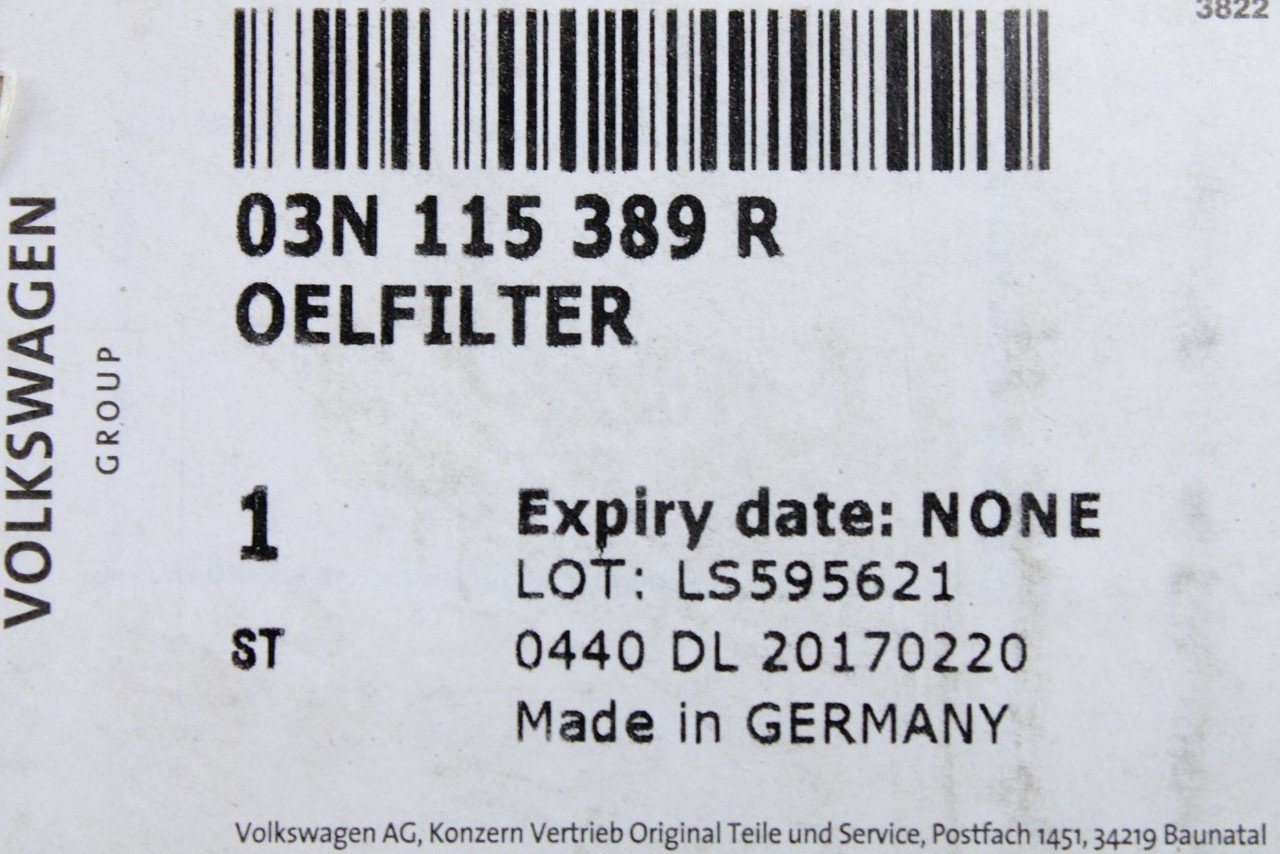 3822
VOLKSWAGEN
GROUP
03N 115 389 R
OELFILTER
1
Expiry date: NONE
LOT: LS595621
ST
0440 DL 20170220
Made in GERMANY
Volkswagen AG, Konzern Vertrieb Original Teile und Service, Postfach 1451, 34219 Baunatal